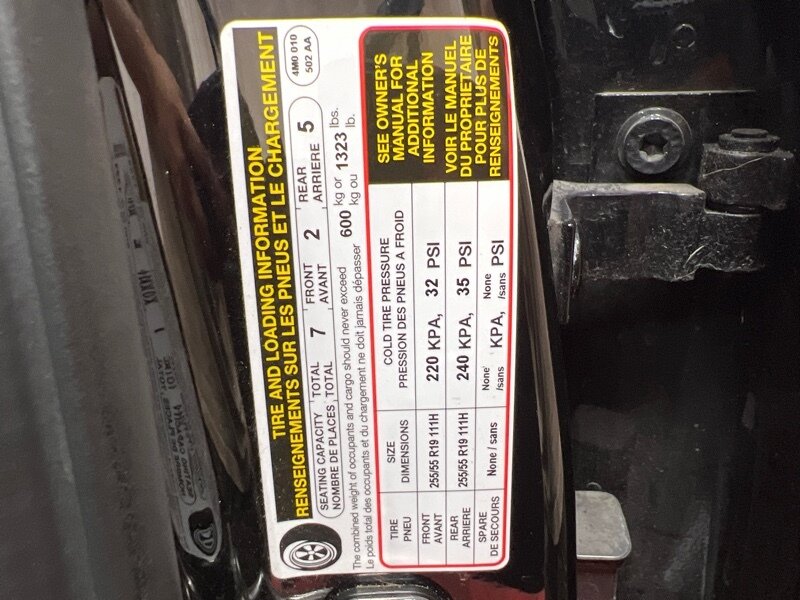 TIRE AND LOADING INFORMATION
RENSEIGNEMENTS SUR LES PNEUS ET LE CHARGEMENT
4M0 010
502 AA
SEATING CAPACITY TOTAL 7 FRONT 2 REAR 5
NOMBRE DE PLACES TOTAL AVANT ARRIERE
The combined weight of occupants and cargo should never exceed 600 kg or 1323 lbs.
Le poids total des occupants et du chargement ne doit jamais dépasser kg ou lb.
TIRE SIZE COLD TIRE PRESSURE
PNEU DIMENSIONS PRESSION DES PNEUS A FROID
FRONT 255/55 R19 111H 220 KPA, 32 PSI
AVANT
REAR 255/55 R19 111H 240 KPA, 35 PSI
ARRIERE
SPARE None / sans None /sans KPA, None /sans PSI
DE SECOURS
SEE OWNER'S
MANUAL FOR
ADDITIONAL
INFORMATION
VOIR LE MANUEL
DU PROPRIETAIRE
POUR PLUS DE
RENSEIGNEMENTS